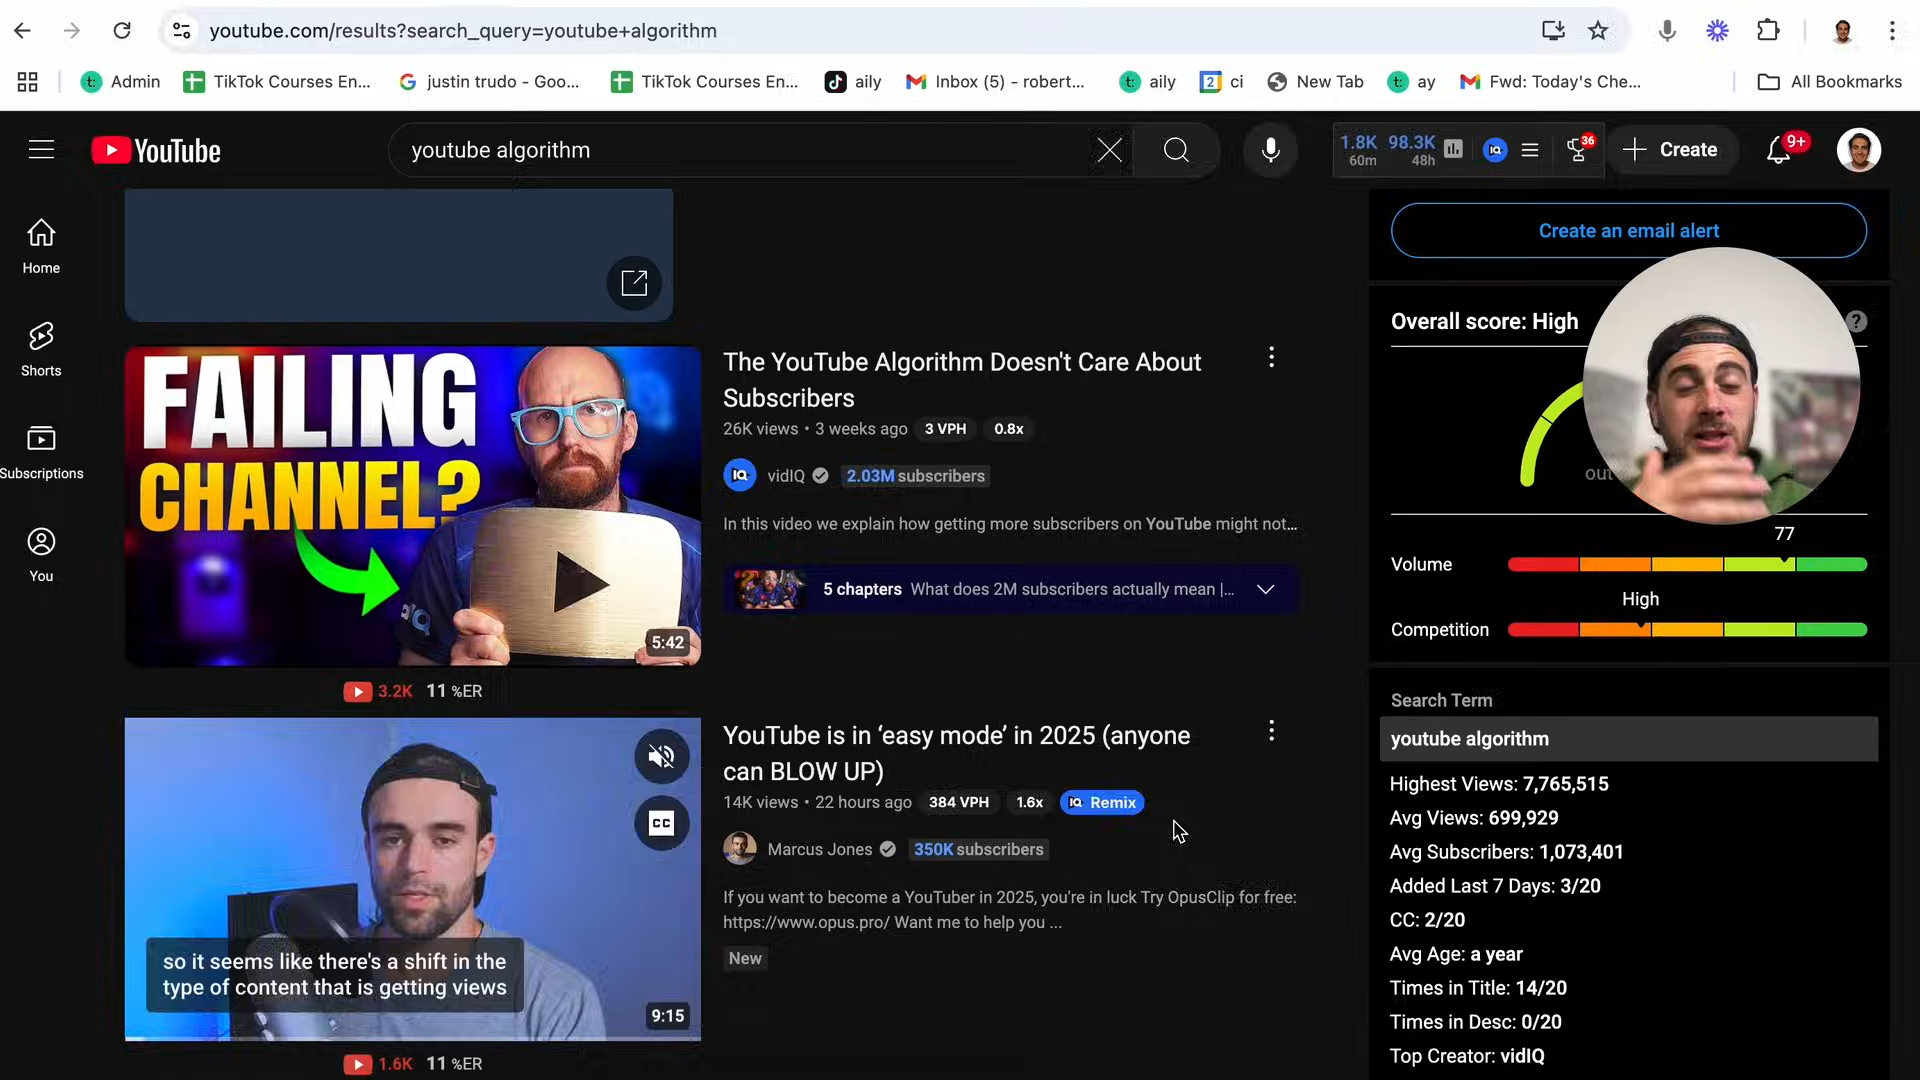 youtube.com/results?search_query=youtube+algorithm
Admin
TikTok Courses En...
justin trudo - Goo...
TikTok Courses En...
aily
Inbox (5) - robert...
aily
2
ci
New Tab
ay
Fwd: Today's Che...
All Bookmarks
YouTube
youtube algorithm
1.8K 98.3K
60m 48h
IQ
36
Create
9+
Home
Shorts
Subscriptions
You
Create an email alert
Overall score: High
?
out
77
Volume
High
Competition
FAILING
CHANNEL?
IQ
5:42
3.2K 11 %ER
The YouTube Algorithm Doesn't Care About
Subscribers
26K views • 3 weeks ago 3 VPH 0.8x
IQ vidIQ 2.03M subscribers
In this video we explain how getting more subscribers on YouTube might not...
5 chapters What does 2M subscribers actually mean |...
CC
so it seems like there's a shift in the
type of content that is getting views
9:15
1.6K 11 %ER
YouTube is in ‘easy mode’ in 2025 (anyone
can BLOW UP)
14K views • 22 hours ago 384 VPH 1.6x IQ Remix
Marcus Jones 350K subscribers
If you want to become a YouTuber in 2025, you're in luck Try OpusClip for free:
https://www.opus.pro/ Want me to help you ...
New
Search Term
youtube algorithm
Highest Views: 7,765,515
Avg Views: 699,929
Avg Subscribers: 1,073,401
Added Last 7 Days: 3/20
CC: 2/20
Avg Age: a year
Times in Title: 14/20
Times in Desc: 0/20
Top Creator: vidIQ